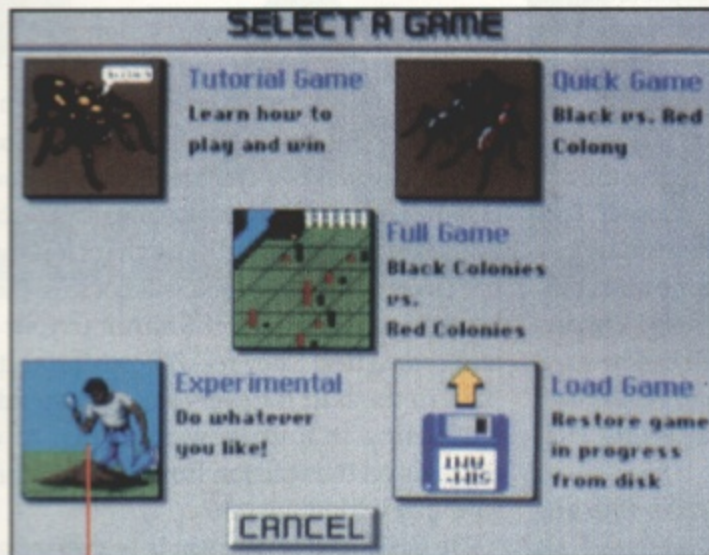 SELECT A GAME
Tutorial Game
Learn how to
play and win
Quick Game
Black vs. Red
Colony
Full Game
Black Colonies
vs.
Red Colonies
Experimental
Do whatever
you like!
Load Game
Restore game
in progress
from disk
CANCEL